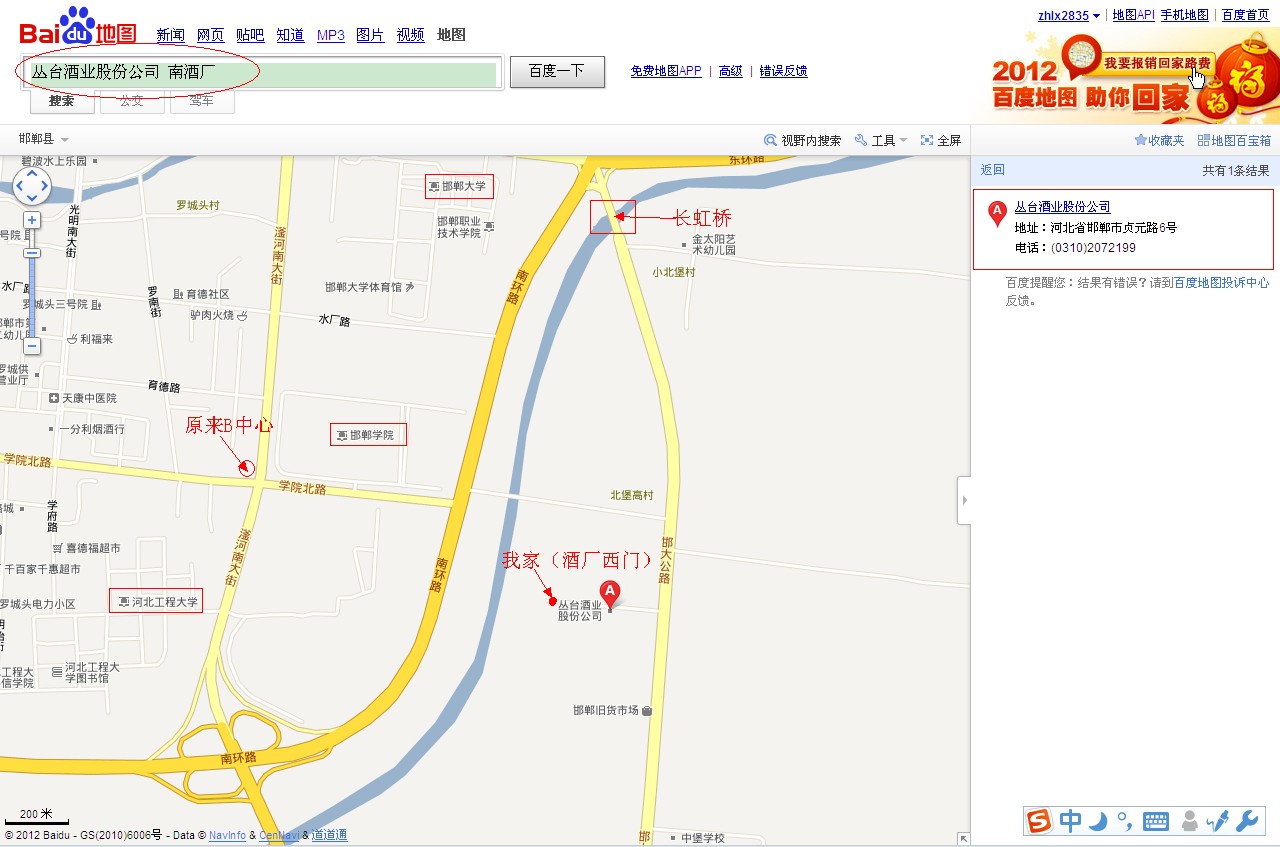 zhlx2835 | 地图API 手机地图 | 百度首页
Bai du 地图 新闻 网页 贴吧 知道 MP3 图片 视频 地图
丛台酒业股份公司 南酒厂 百度一下 免费地图APP | 高级 | 错误反馈
搜索 公交 驾车
我要报销回家路费
2012
百度地图 助你回家
福
福
邯郸县 视野内搜索 工具 全屏 收藏夹 地图百宝箱
返回 共有1条结果
A 丛台酒业股份公司
地址：河北省邯郸市贞元路6号
电话：(0310)2072199
百度提醒您：结果有错误？请到百度地图投诉中心
反馈。
碧波水上乐园
东环路
光明南大街
罗城头村
滏河南大街
邯郸大学
邯郸职业
技术学院
长虹桥
金太阳艺
术幼儿园
小北堡村
南环路
号院
水厂
罗城头三号院
罗南街
育德社区
驴肉火烧
邯郸大学体育馆
水厂路
邯郸市第
幼儿
利福来
罗城供
营业厅
育德路
天康中医院
一分利烟酒行
原来B中心
邯郸学院
学院北路
学院北路
北堡高村
学府路
喜德福超市
千百家千惠超市
滏河南大街
南环路
邯大公路
我家（酒厂西门）
A
丛台酒业
股份公司
罗城头电力小区
河北工程大学
河北工程大
学图书馆
工程大
信学院
邯郸旧货市场
南环路
邯
中堡学校
200 米
© 2012 Baidu - GS(2010)6006号 - Data © NavInfo & CenNavi & 道道通
S 中